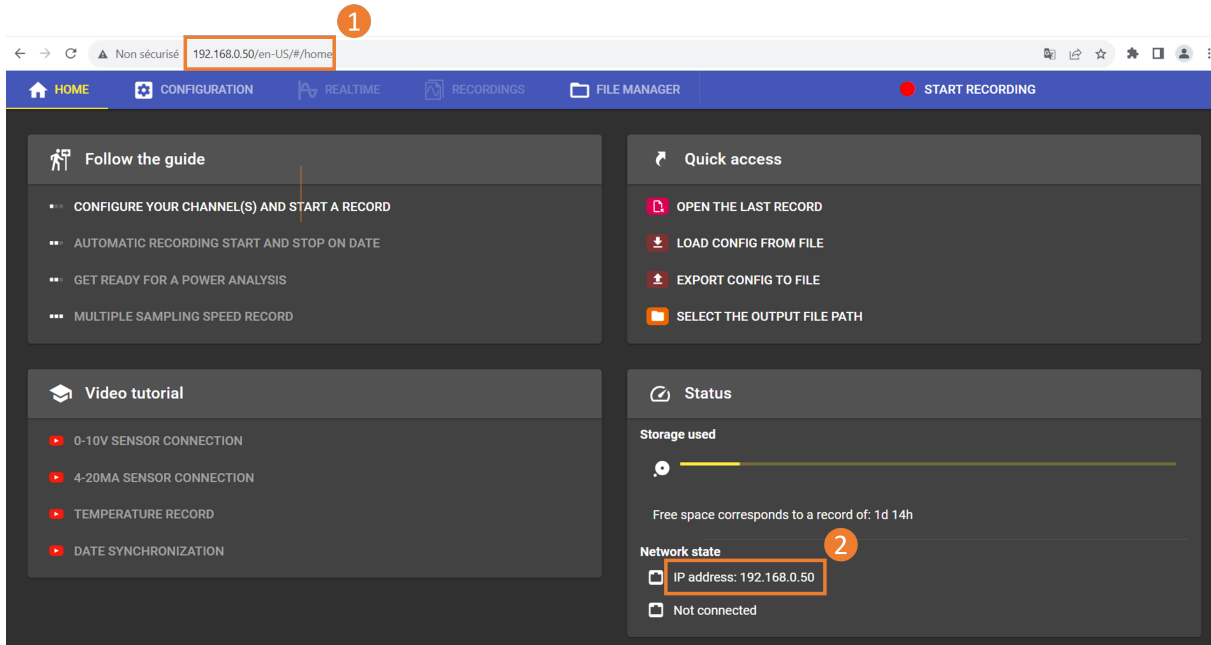 1
Non sécurisé 192.168.0.50/en-US/#/home
HOME CONFIGURATION REALTIME RECORDINGS FILE MANAGER START RECORDING
Follow the guide
CONFIGURE YOUR CHANNEL(S) AND START A RECORD
AUTOMATIC RECORDING START AND STOP ON DATE
GET READY FOR A POWER ANALYSIS
MULTIPLE SAMPLING SPEED RECORD
Quick access
OPEN THE LAST RECORD
LOAD CONFIG FROM FILE
EXPORT CONFIG TO FILE
SELECT THE OUTPUT FILE PATH
Video tutorial
0-10V SENSOR CONNECTION
4-20MA SENSOR CONNECTION
TEMPERATURE RECORD
DATE SYNCHRONIZATION
Status
Storage used
Free space corresponds to a record of: 1d 14h
Network state
2
IP address: 192.168.0.50
Not connected